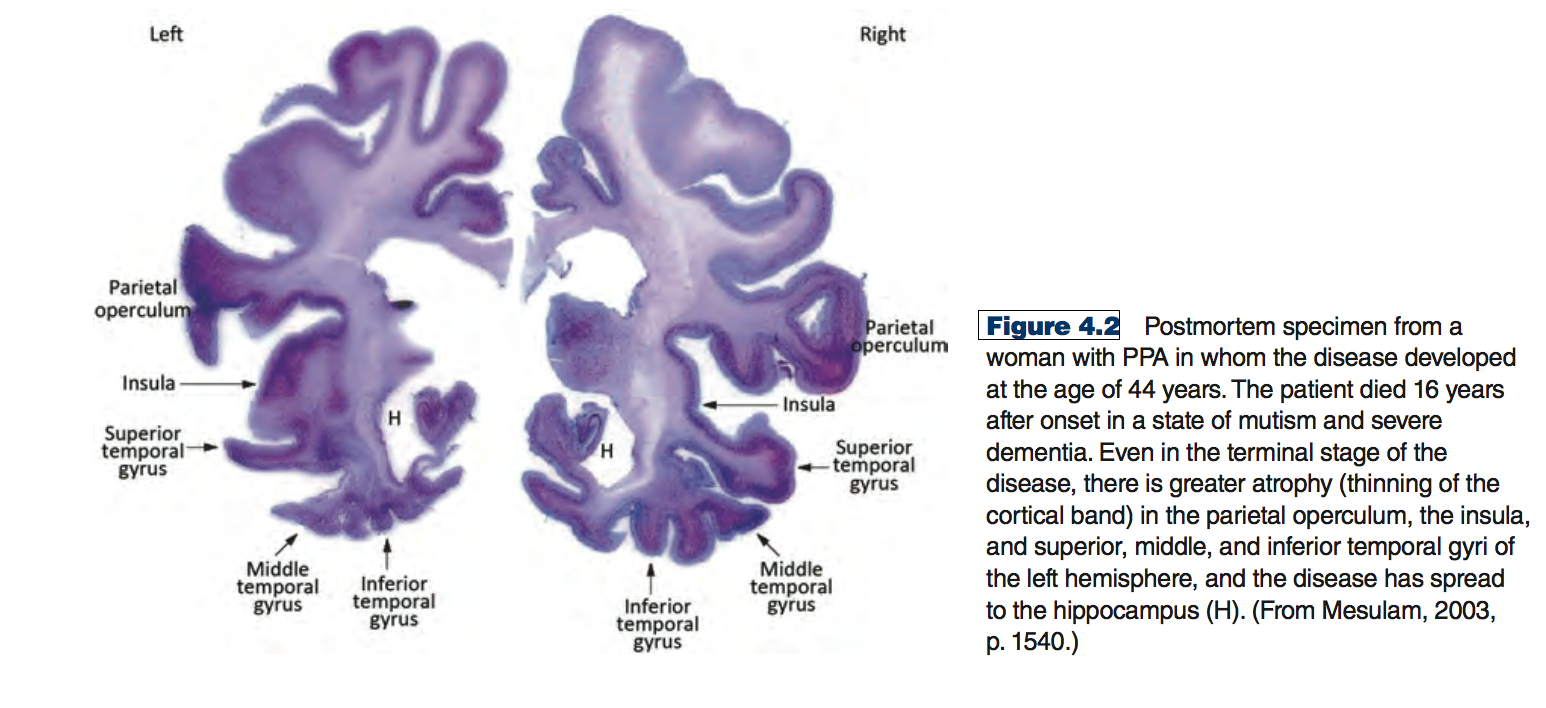 Left
Right
Parietal
operculum
Insula
Superior
temporal
gyrus
Middle
temporal
gyrus
Inferior
temporal
gyrus
H
H
Parietal
operculum
Insula
Superior
temporal
gyrus
Middle
temporal
gyrus
Inferior
temporal
gyrus
Figure 4.2 Postmortem specimen from a
woman with PPA in whom the disease developed
at the age of 44 years. The patient died 16 years
after onset in a state of mutism and severe
dementia. Even in the terminal stage of the
disease, there is greater atrophy (thinning of the
cortical band) in the parietal operculum, the insula,
and superior, middle, and inferior temporal gyri of
the left hemisphere, and the disease has spread
to the hippocampus (H). (From Mesulam, 2003,
p. 1540.)